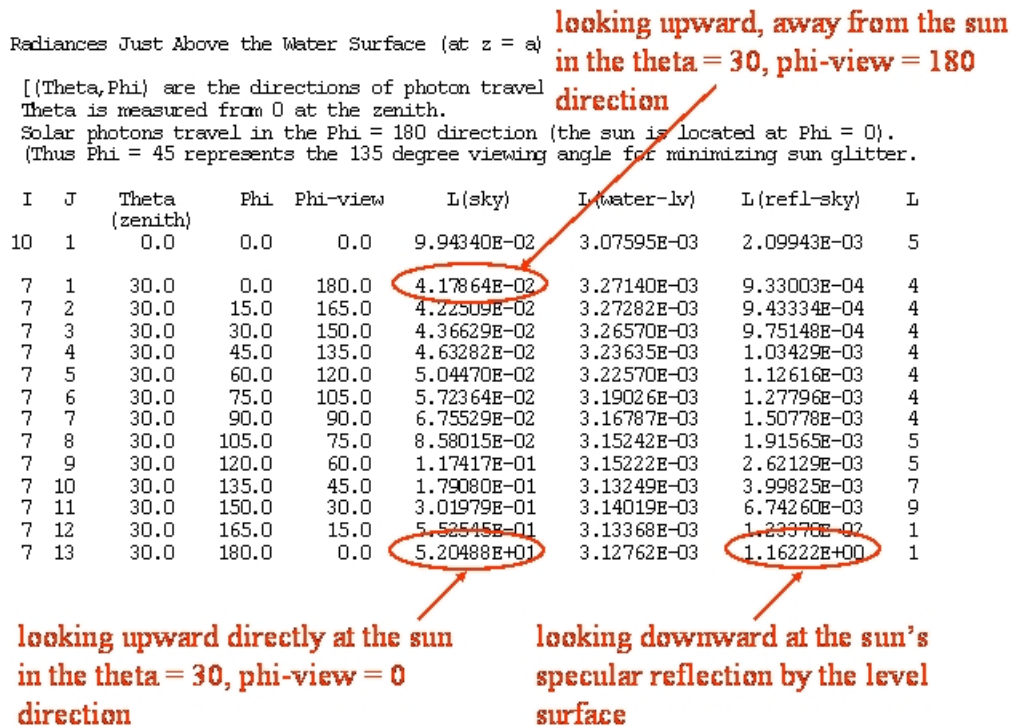 looking upward, away from the sun
in the theta = 30, phi-view = 180
direction
Radiances Just Above the Water Surface (at z = a)
[(Theta,Phi) are the directions of photon travel
Theta is measured from 0 at the zenith.
Solar photons travel in the Phi = 180 direction (the sun is located at Phi = 0).
(Thus Phi = 45 represents the 135 degree viewing angle for minimizing sun glitter.
I J Theta Phi Phi-view L(sky) L(water-lv) L(refl-sky) L
(zenith)
10 1 0.0 0.0 0.0 9.94340E-02 3.07595E-03 2.09943E-03 5
7 1 30.0 0.0 180.0 4.17864E-02 3.27140E-03 9.33003E-04 4
7 2 30.0 15.0 165.0 4.22509E-02 3.27282E-03 9.43334E-04 4
7 3 30.0 30.0 150.0 4.36629E-02 3.26570E-03 9.75148E-04 4
7 4 30.0 45.0 135.0 4.63282E-02 3.23635E-03 1.03429E-03 4
7 5 30.0 60.0 120.0 5.04470E-02 3.22570E-03 1.12616E-03 4
7 6 30.0 75.0 105.0 5.72364E-02 3.19026E-03 1.27796E-03 4
7 7 30.0 90.0 90.0 6.75529E-02 3.16787E-03 1.50778E-03 4
7 8 30.0 105.0 75.0 8.58015E-02 3.15242E-03 1.91565E-03 5
7 9 30.0 120.0 60.0 1.17417E-01 3.15222E-03 2.62129E-03 5
7 10 30.0 135.0 45.0 1.79080E-01 3.13249E-03 3.99825E-03 7
7 11 30.0 150.0 30.0 3.01979E-01 3.14019E-03 6.74260E-03 9
7 12 30.0 165.0 15.0 5.52545E-01 3.13368E-03 1.23378E-02 1
7 13 30.0 180.0 0.0 5.20488E+01 3.12762E-03 1.16222E+00 1
looking upward directly at the sun
in the theta = 30, phi-view = 0
direction
looking downward at the sun's
specular reflection by the level
surface